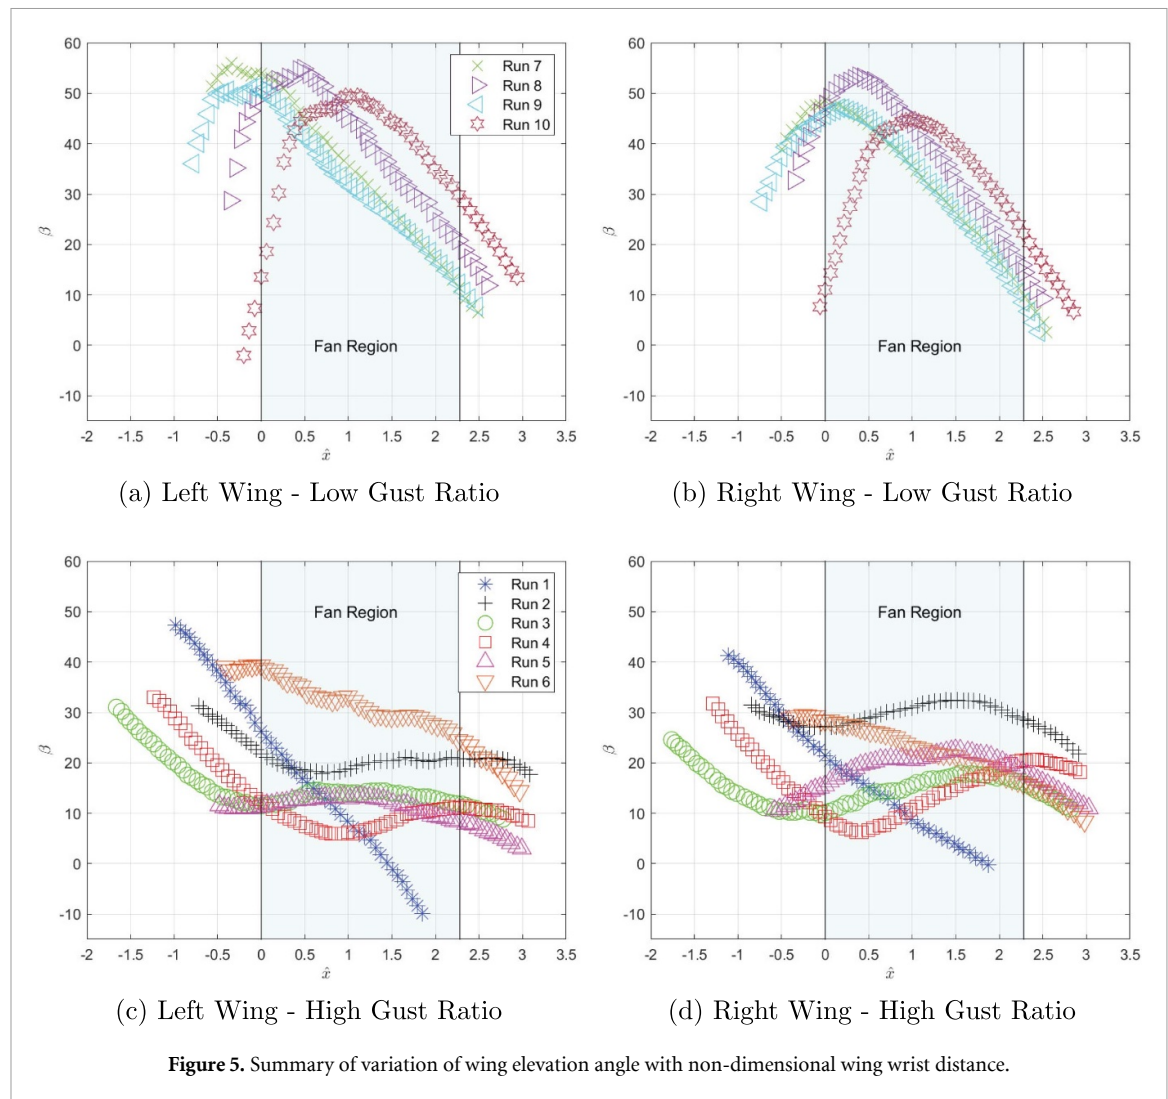 60
50
40
30
20
10
0
-10
β
-2 -1.5 -1 -0.5 0 0.5 1 1.5 2 2.5 3 3.5
x̂
Fan Region
Run 7
Run 8
Run 9
Run 10
(a) Left Wing - Low Gust Ratio
60
50
40
30
20
10
0
-10
β
-2 -1.5 -1 -0.5 0 0.5 1 1.5 2 2.5 3 3.5
x̂
Fan Region
(b) Right Wing - Low Gust Ratio
60
50
40
30
20
10
0
-10
β
-2 -1.5 -1 -0.5 0 0.5 1 1.5 2 2.5 3 3.5
x̂
Fan Region
Run 1
Run 2
Run 3
Run 4
Run 5
Run 6
(c) Left Wing - High Gust Ratio
60
50
40
30
20
10
0
-10
β
-2 -1.5 -1 -0.5 0 0.5 1 1.5 2 2.5 3 3.5
x̂
Fan Region
(d) Right Wing - High Gust Ratio
Figure 5. Summary of variation of wing elevation angle with non-dimensional wing wrist distance.